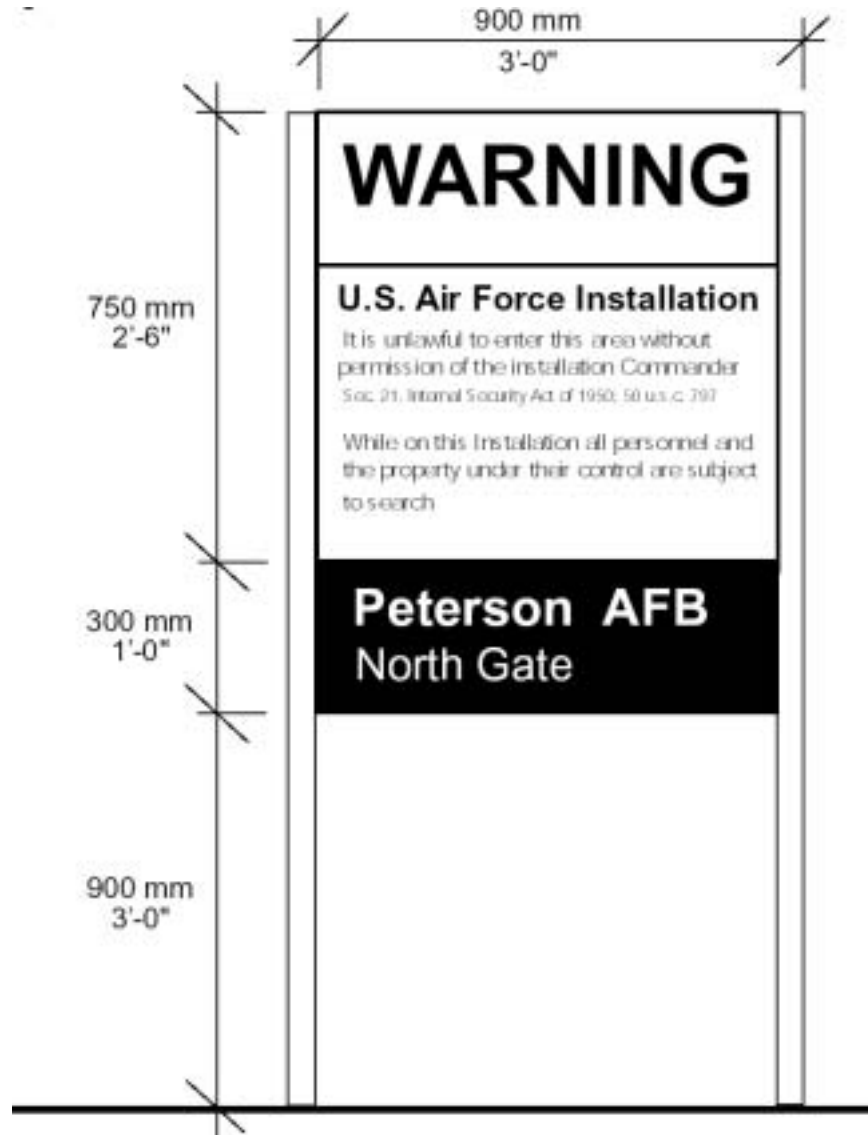 900 mm
3'-0"
WARNING
750 mm
2'-6"
U.S. Air Force Installation
It is unlawful to enter this area without
permission of the installation Commander
Sec. 21. Internal Security Act of 1950; 50 u.s.c. 797
While on this Installation all personnel and
the property under their control are subject
to search
300 mm
1'-0"
Peterson AFB
North Gate
900 mm
3'-0"